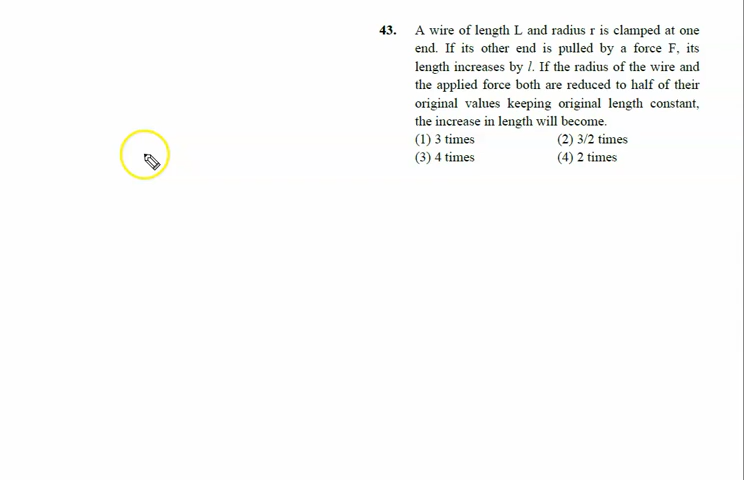 43. A wire of length L and radius r is clamped at one
end. If its other end is pulled by a force F, its
length increases by l. If the radius of the wire and
the applied force both are reduced to half of their
original values keeping original length constant,
the increase in length will become.
(1) 3 times (2) 3/2 times
(3) 4 times (4) 2 times